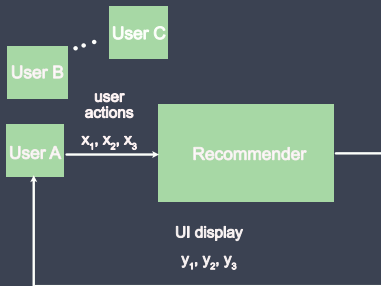 User C
User B
user
actions
x₁, x₂, x₃
User A
Recommender
UI display
y₁, y₂, y₃